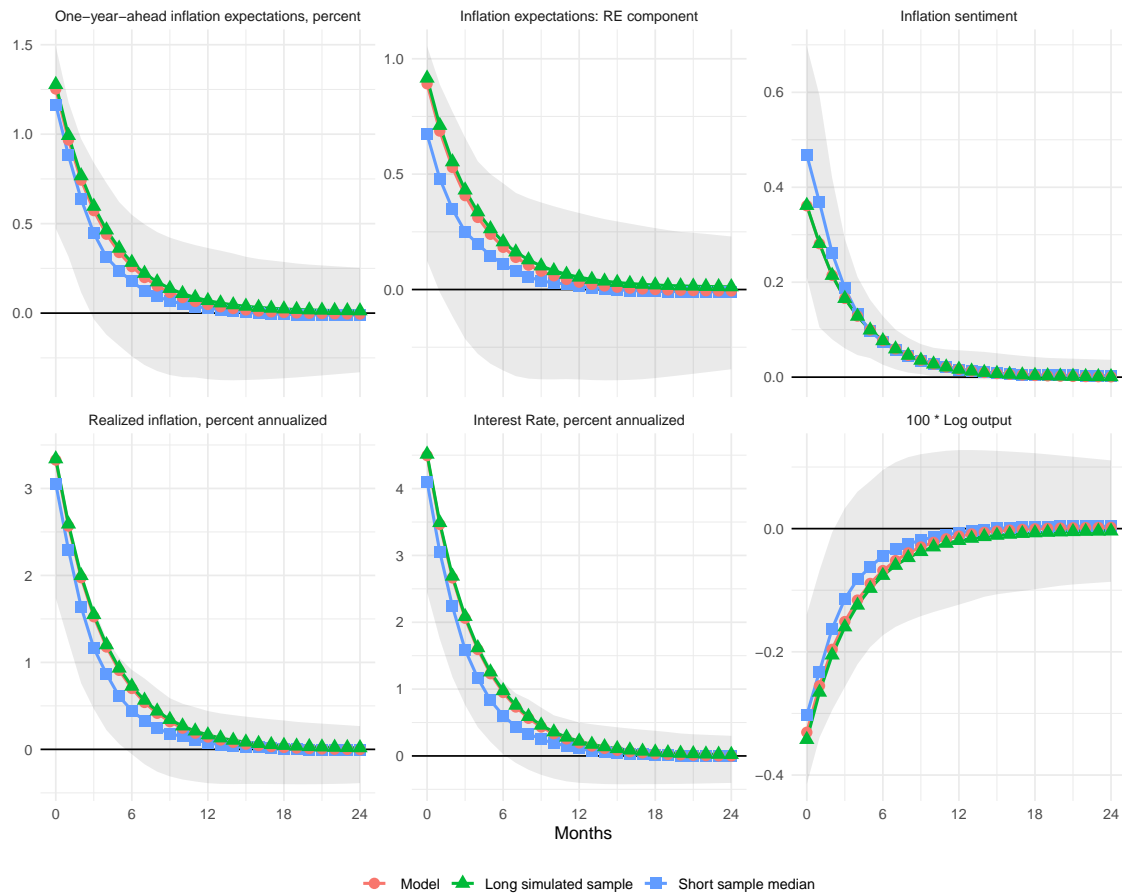 One−year−ahead inflation expectations, percent
Inflation expectations: RE component
Inflation sentiment
1.5
1.0
0.5
0.0
1.0
0.5
0.0
0.6
0.4
0.2
0.0
Realized inflation, percent annualized
Interest Rate, percent annualized
100 * Log output
3
2
1
0
4
3
2
1
0
0.0
−0.2
−0.4
0 6 12 18 24
0 6 12 18 24
0 6 12 18 24
Months
Model Long simulated sample Short sample median